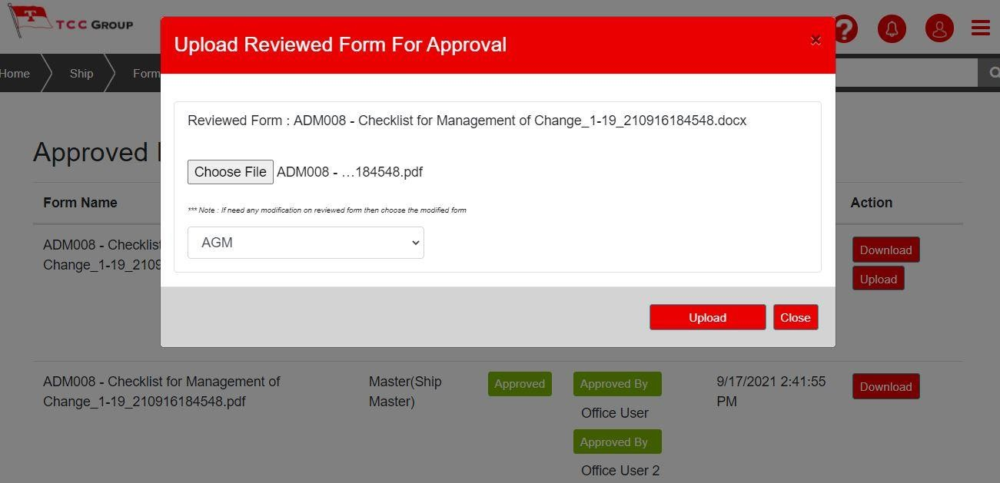 TCC GROUP
Upload Reviewed Form For Approval
×
?
Home
Ship
Form
Reviewed Form : ADM008 - Checklist for Management of Change_1-19_210916184548.docx
Approved
Choose File ADM008 - …184548.pdf
*** Note : If need any modification on reviewed form then choose the modified form
Form Name
Action
AGM
ADM008 - Checklist
Change_1-19_2109
Download
Upload
Upload
Close
ADM008 - Checklist for Management of
Change_1-19_210916184548.pdf
Master(Ship
Master)
Approved
Approved By
Office User
Approved By
Office User 2
9/17/2021 2:41:55
PM
Download